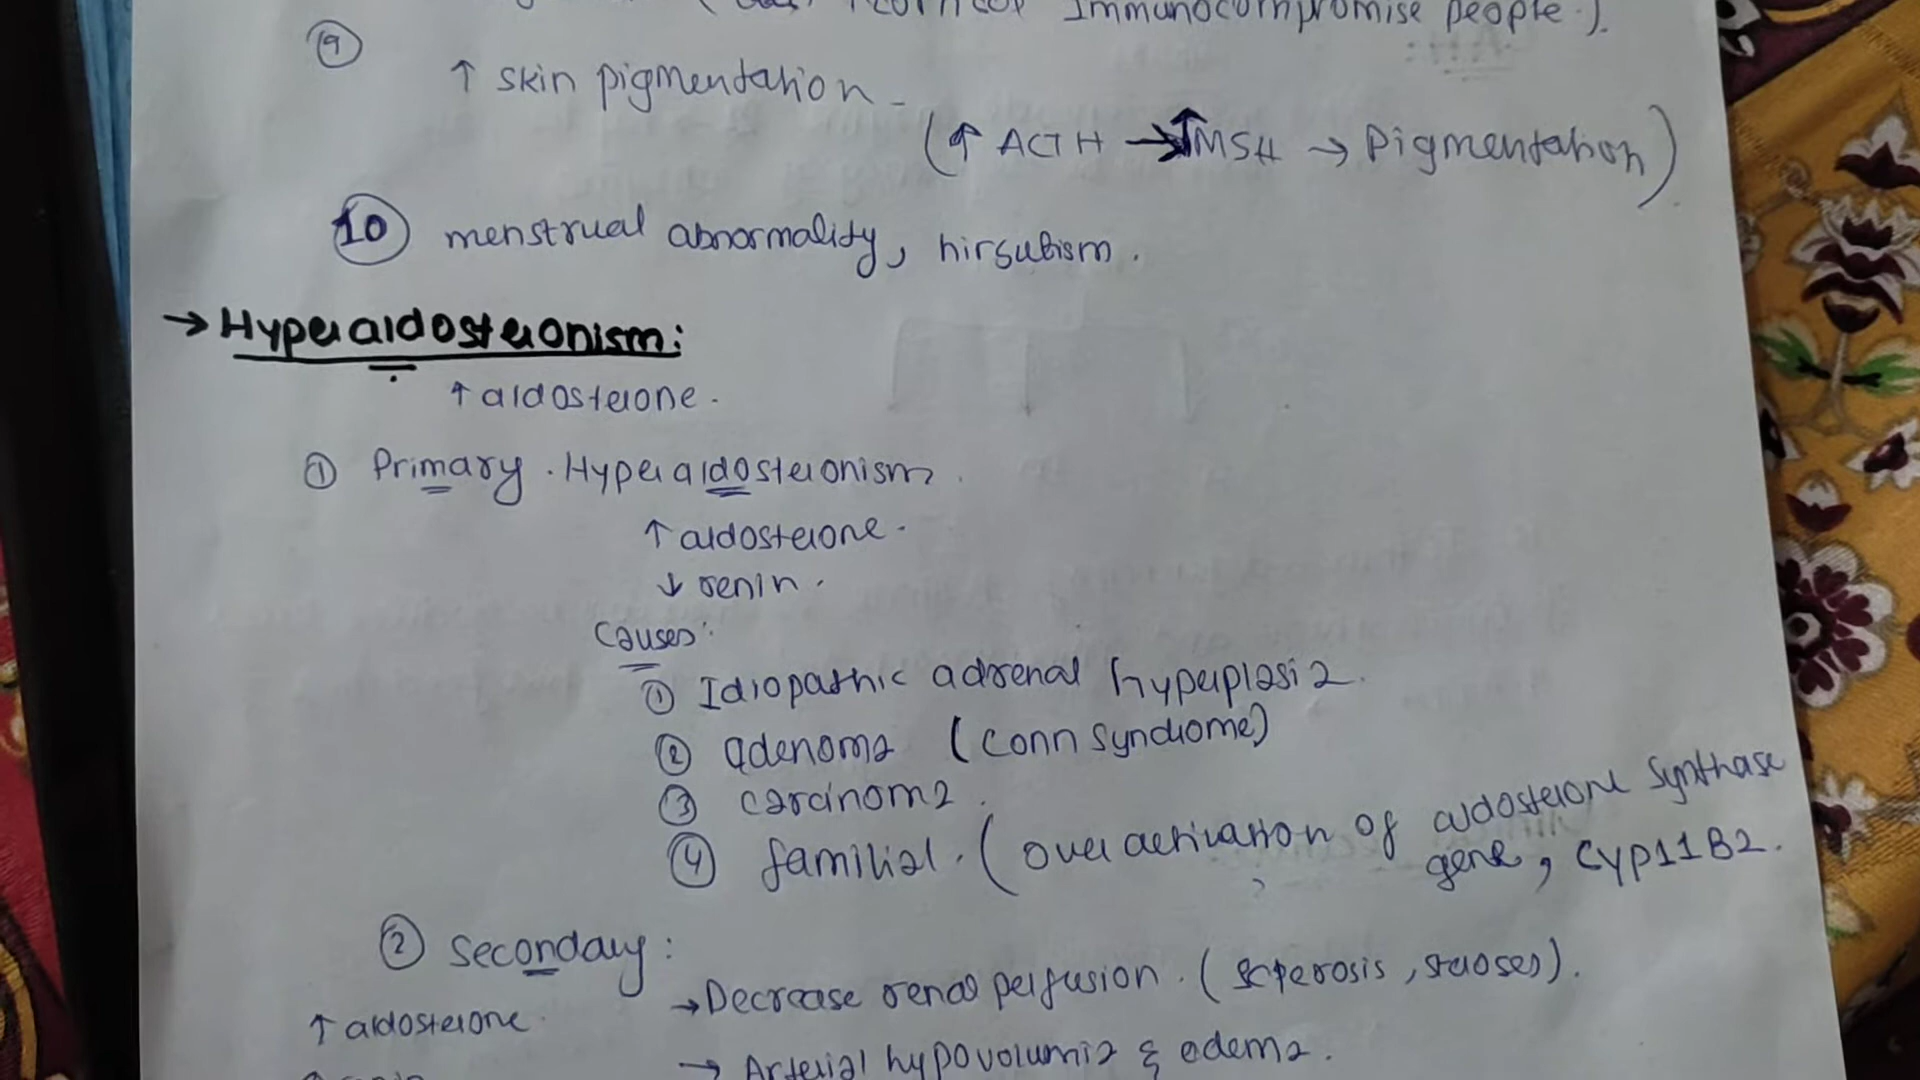 Immunocompromise people).
9
↑ skin pigmentation -
(↑ ACTH → ↑MSH → Pigmentation)
10 menstrual abnormality, hirsutism.
→ Hyperaldosteronism:
↑ aldosterone.
① Primary. Hyperaldosteronism.
↑ aldosterone.
↓ renin.
Causes:
① Idiopathic adrenal hyperplasia.
② adenoma (Conn syndrome)
③ carcinoma.
④ familial. (over activation of aldosterone synthase
gene, CYP11B2.
② Secondary:
→ Decrease renal perfusion. (
↑ aldosterone.
→ Arterial hypovolumia & edema.